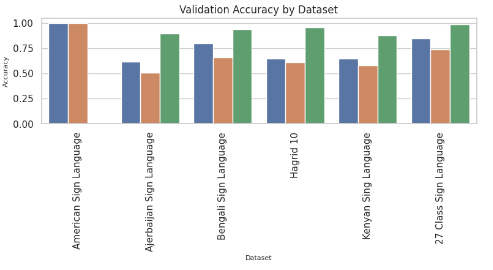 Validation Accuracy by Dataset
Accuracy
1.00
0.75
0.50
0.25
0.00
American Sign Language
Ajerbaijan Sign Language
Bengali Sign Language
Hagrid 10
Kenyan Sing Language
27 Class Sign Language
Dataset